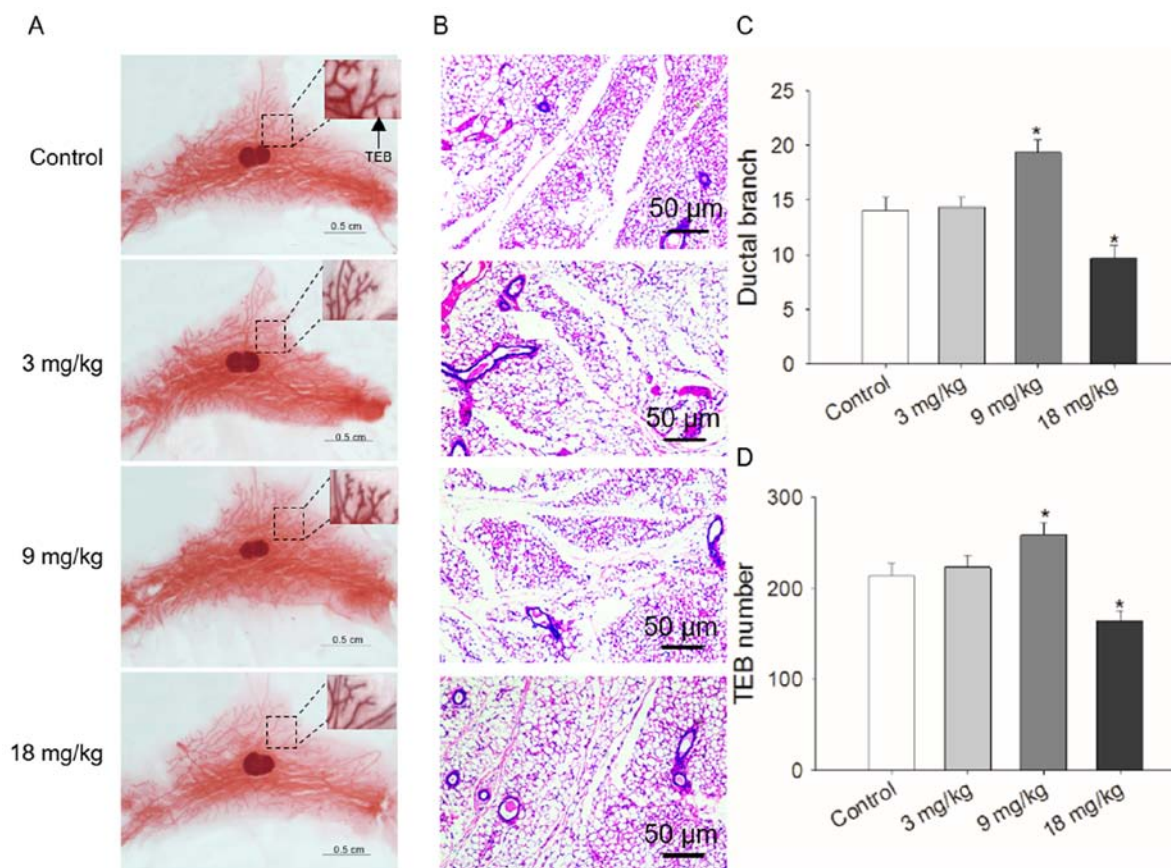 A
Control
TEB
0.5 cm
3 mg/kg
0.5 cm
9 mg/kg
0.5 cm
18 mg/kg
0.5 cm
B
50 µm
50 µm
50 µm
50 µm
C
Ductal branch
25
20
15
10
5
0
*
*
Control
3 mg/kg
9 mg/kg
18 mg/kg
D
TEB number
300
200
100
0
*
*
Control
3 mg/kg
9 mg/kg
18 mg/kg